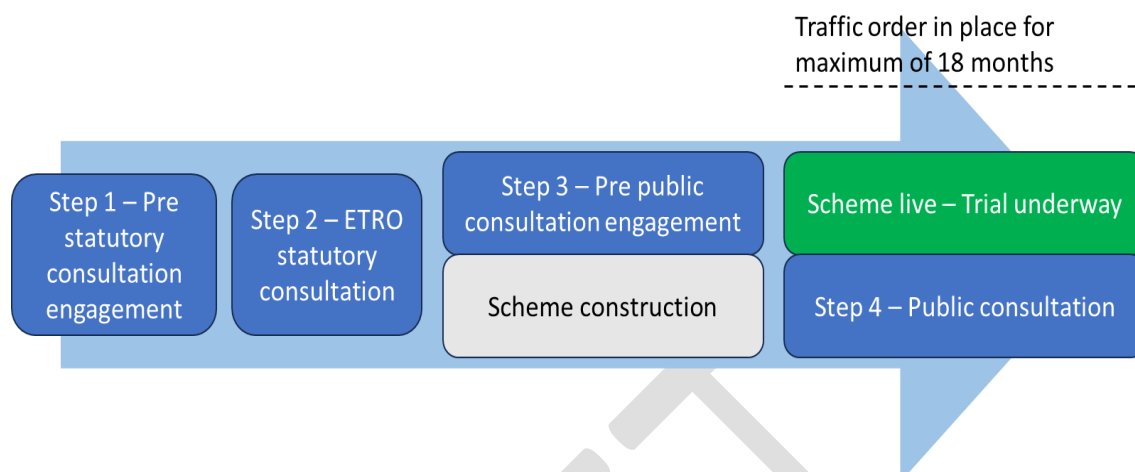 Traffic order in place for
maximum of 18 months
Step 1 – Pre
statutory
consultation
engagement
Step 2 – ETRO
statutory
consultation
Step 3 – Pre public
consultation engagement
Scheme construction
Scheme live – Trial underway
Step 4 – Public consultation